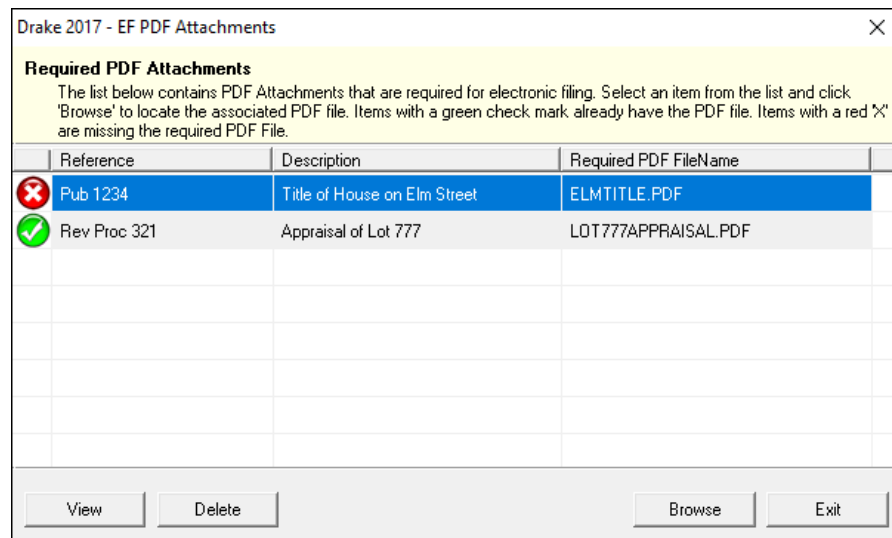 Drake 2017 - EF PDF Attachments
Required PDF Attachments
The list below contains PDF Attachments that are required for electronic filing. Select an item from the list and click
'Browse' to locate the associated PDF file. Items with a green check mark already have the PDF file. Items with a red 'X'
are missing the required PDF File.
Reference Description Required PDF FileName
Pub 1234 Title of House on Elm Street ELMTITLE.PDF
Rev Proc 321 Appraisal of Lot 777 LOT777APPRAISAL.PDF
View Delete Browse Exit